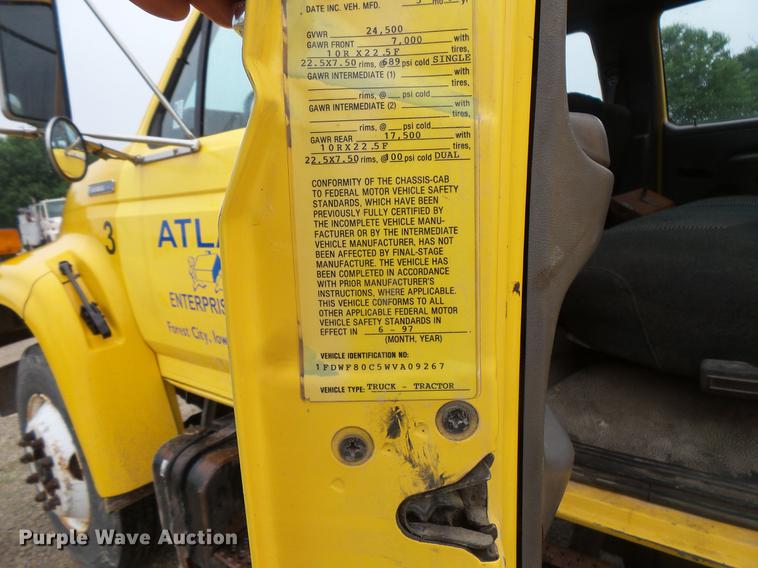 DATE INC. VEH. MFD. mo. yr.
GVWR 24,500
GAWR FRONT 7,000 with
10RX22.5F tires,
22.5X7.50 rims, @ 89 psi cold SINGLE
GAWR INTERMEDIATE (1) with
tires,
rims, @ psi cold
GAWR INTERMEDIATE (2) with
tires,
rims, @ psi cold
GAWR REAR 17,500 with
10RX22.5F tires,
22.5X7.50 rims, @ 100 psi cold DUAL
CONFORMITY OF THE CHASSIS-CAB
TO FEDERAL MOTOR VEHICLE SAFETY
STANDARDS, WHICH HAVE BEEN
PREVIOUSLY FULLY CERTIFIED BY
THE INCOMPLETE VEHICLE MANU-
FACTURER OR BY THE INTERMEDIATE
VEHICLE MANUFACTURER, HAS NOT
BEEN AFFECTED BY FINAL-STAGE
MANUFACTURE. THE VEHICLE HAS
BEEN COMPLETED IN ACCORDANCE
WITH PRIOR MANUFACTURER'S
INSTRUCTIONS, WHERE APPLICABLE.
THIS VEHICLE CONFORMS TO ALL
OTHER APPLICABLE FEDERAL MOTOR
VEHICLE SAFETY STANDARDS IN
EFFECT IN 6 - 97
(MONTH, YEAR)
VEHICLE IDENTIFICATION NO:
1FDWF80C5WVA09267
VEHICLE TYPE: TRUCK - TRACTOR
3
ATLA
ENTERPRIS
Forest City, Iow
Purple Wave Auction